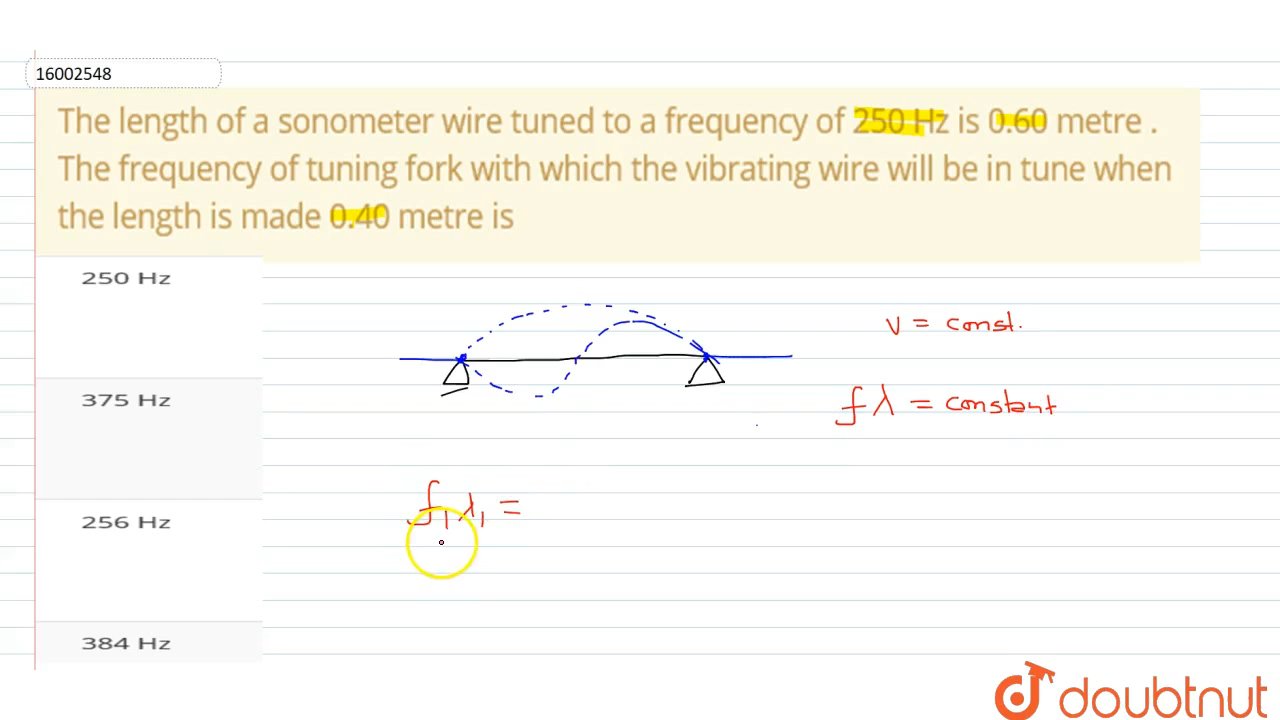 16002548
The length of a sonometer wire tuned to a frequency of 250 Hz is 0.60 metre .
The frequency of tuning fork with which the vibrating wire will be in tune when
the length is made 0.40 metre is
250 Hz
375 Hz
256 Hz
384 Hz
v = const.
f λ = constant
f₁ λ₁ =
doubtnut